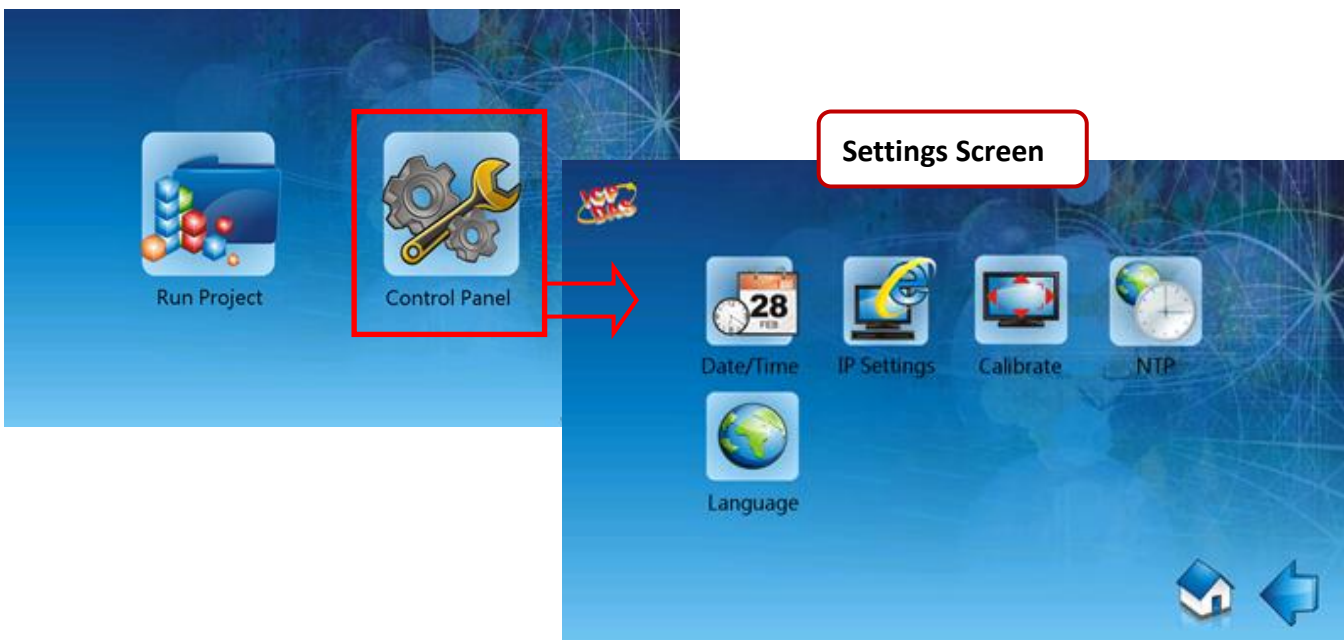 Run Project
Control Panel
Settings Screen
ICP
DAS
28
FEB
Date/Time
IP Settings
Calibrate
NTP
Language